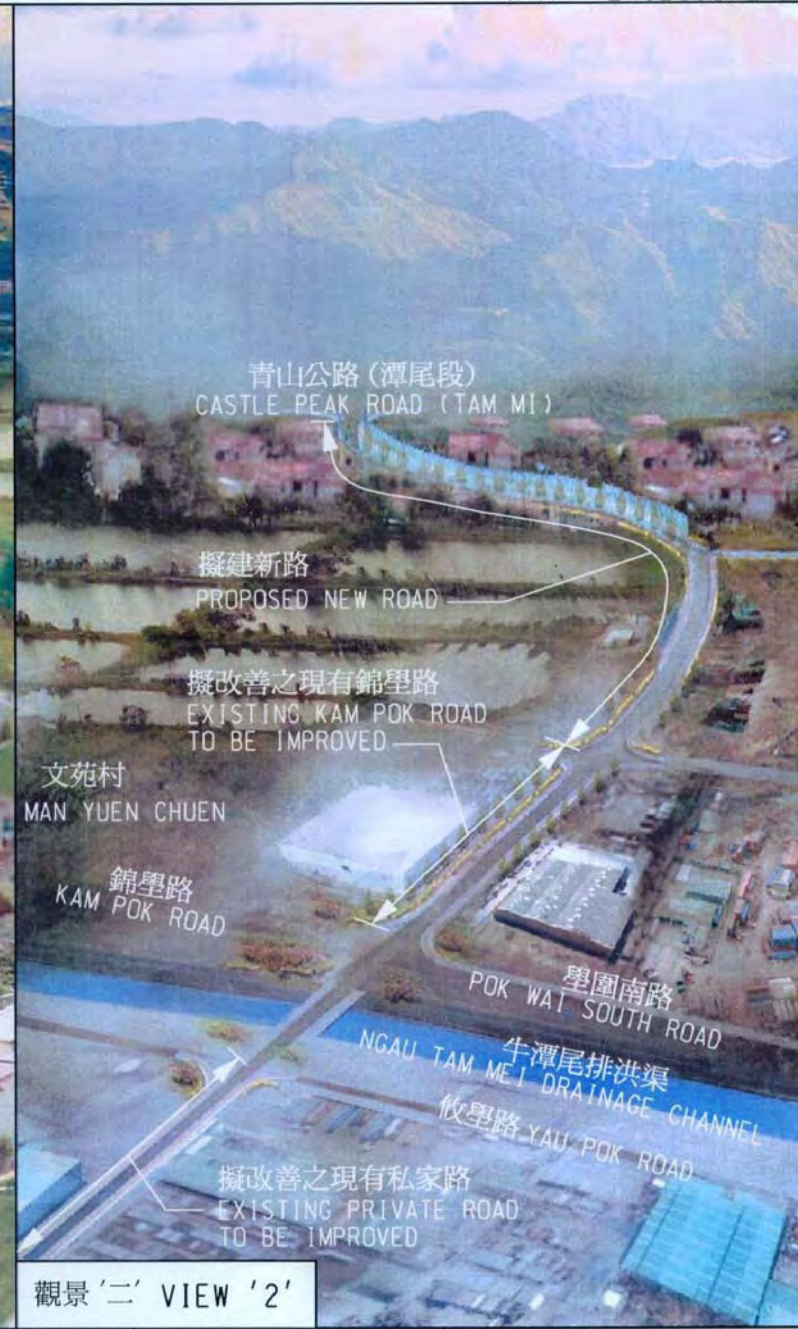 青山公路 (潭尾段)
CASTLE PEAK ROAD (TAM MI)
擬建新路
PROPOSED NEW ROAD
擬改善之現有錦壆路
EXISTING KAM POK ROAD
TO BE IMPROVED
文苑村
MAN YUEN CHUEN
錦壆路
KAM POK ROAD
壆圍南路
POK WAI SOUTH ROAD
牛潭尾排洪渠
NGAU TAM MEI DRAINAGE CHANNEL
攸壆路 YAU POK ROAD
擬改善之現有私家路
EXISTING PRIVATE ROAD
TO BE IMPROVED
觀景 '二' VIEW '2'